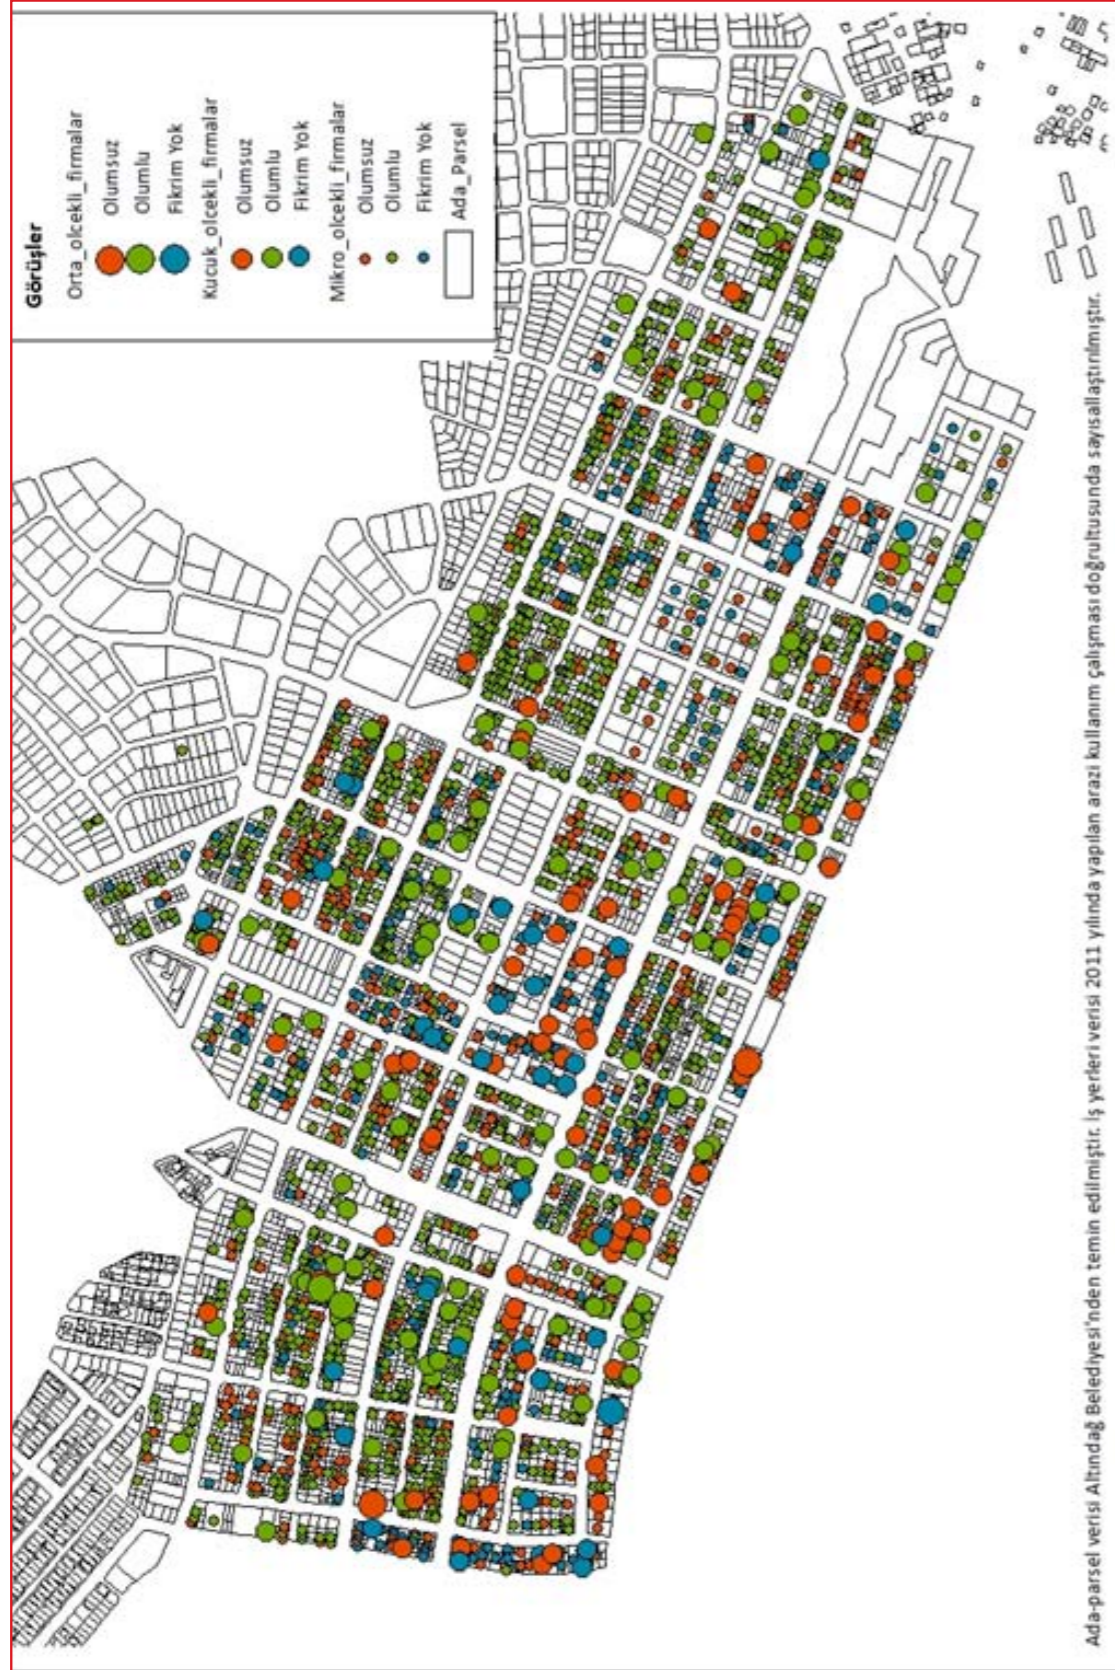 Görüşler
Orta_olcekli_firmalar
Olumsuz
Olumlu
Fikrim Yok
Kucuk_olcekli_firmalar
Olumsuz
Olumlu
Fikrim Yok
Mikro_olcekli_firmalar
Olumsuz
Olumlu
Fikrim Yok
Ada_Parsel
Ada-parsel verisi Altındağ Belediyesi'nden temin edilmiştir. İş yerleri verisi 2011 yılında yapılan arazi kullanım çalışması doğrultusunda sayısallaştırılmıştır.